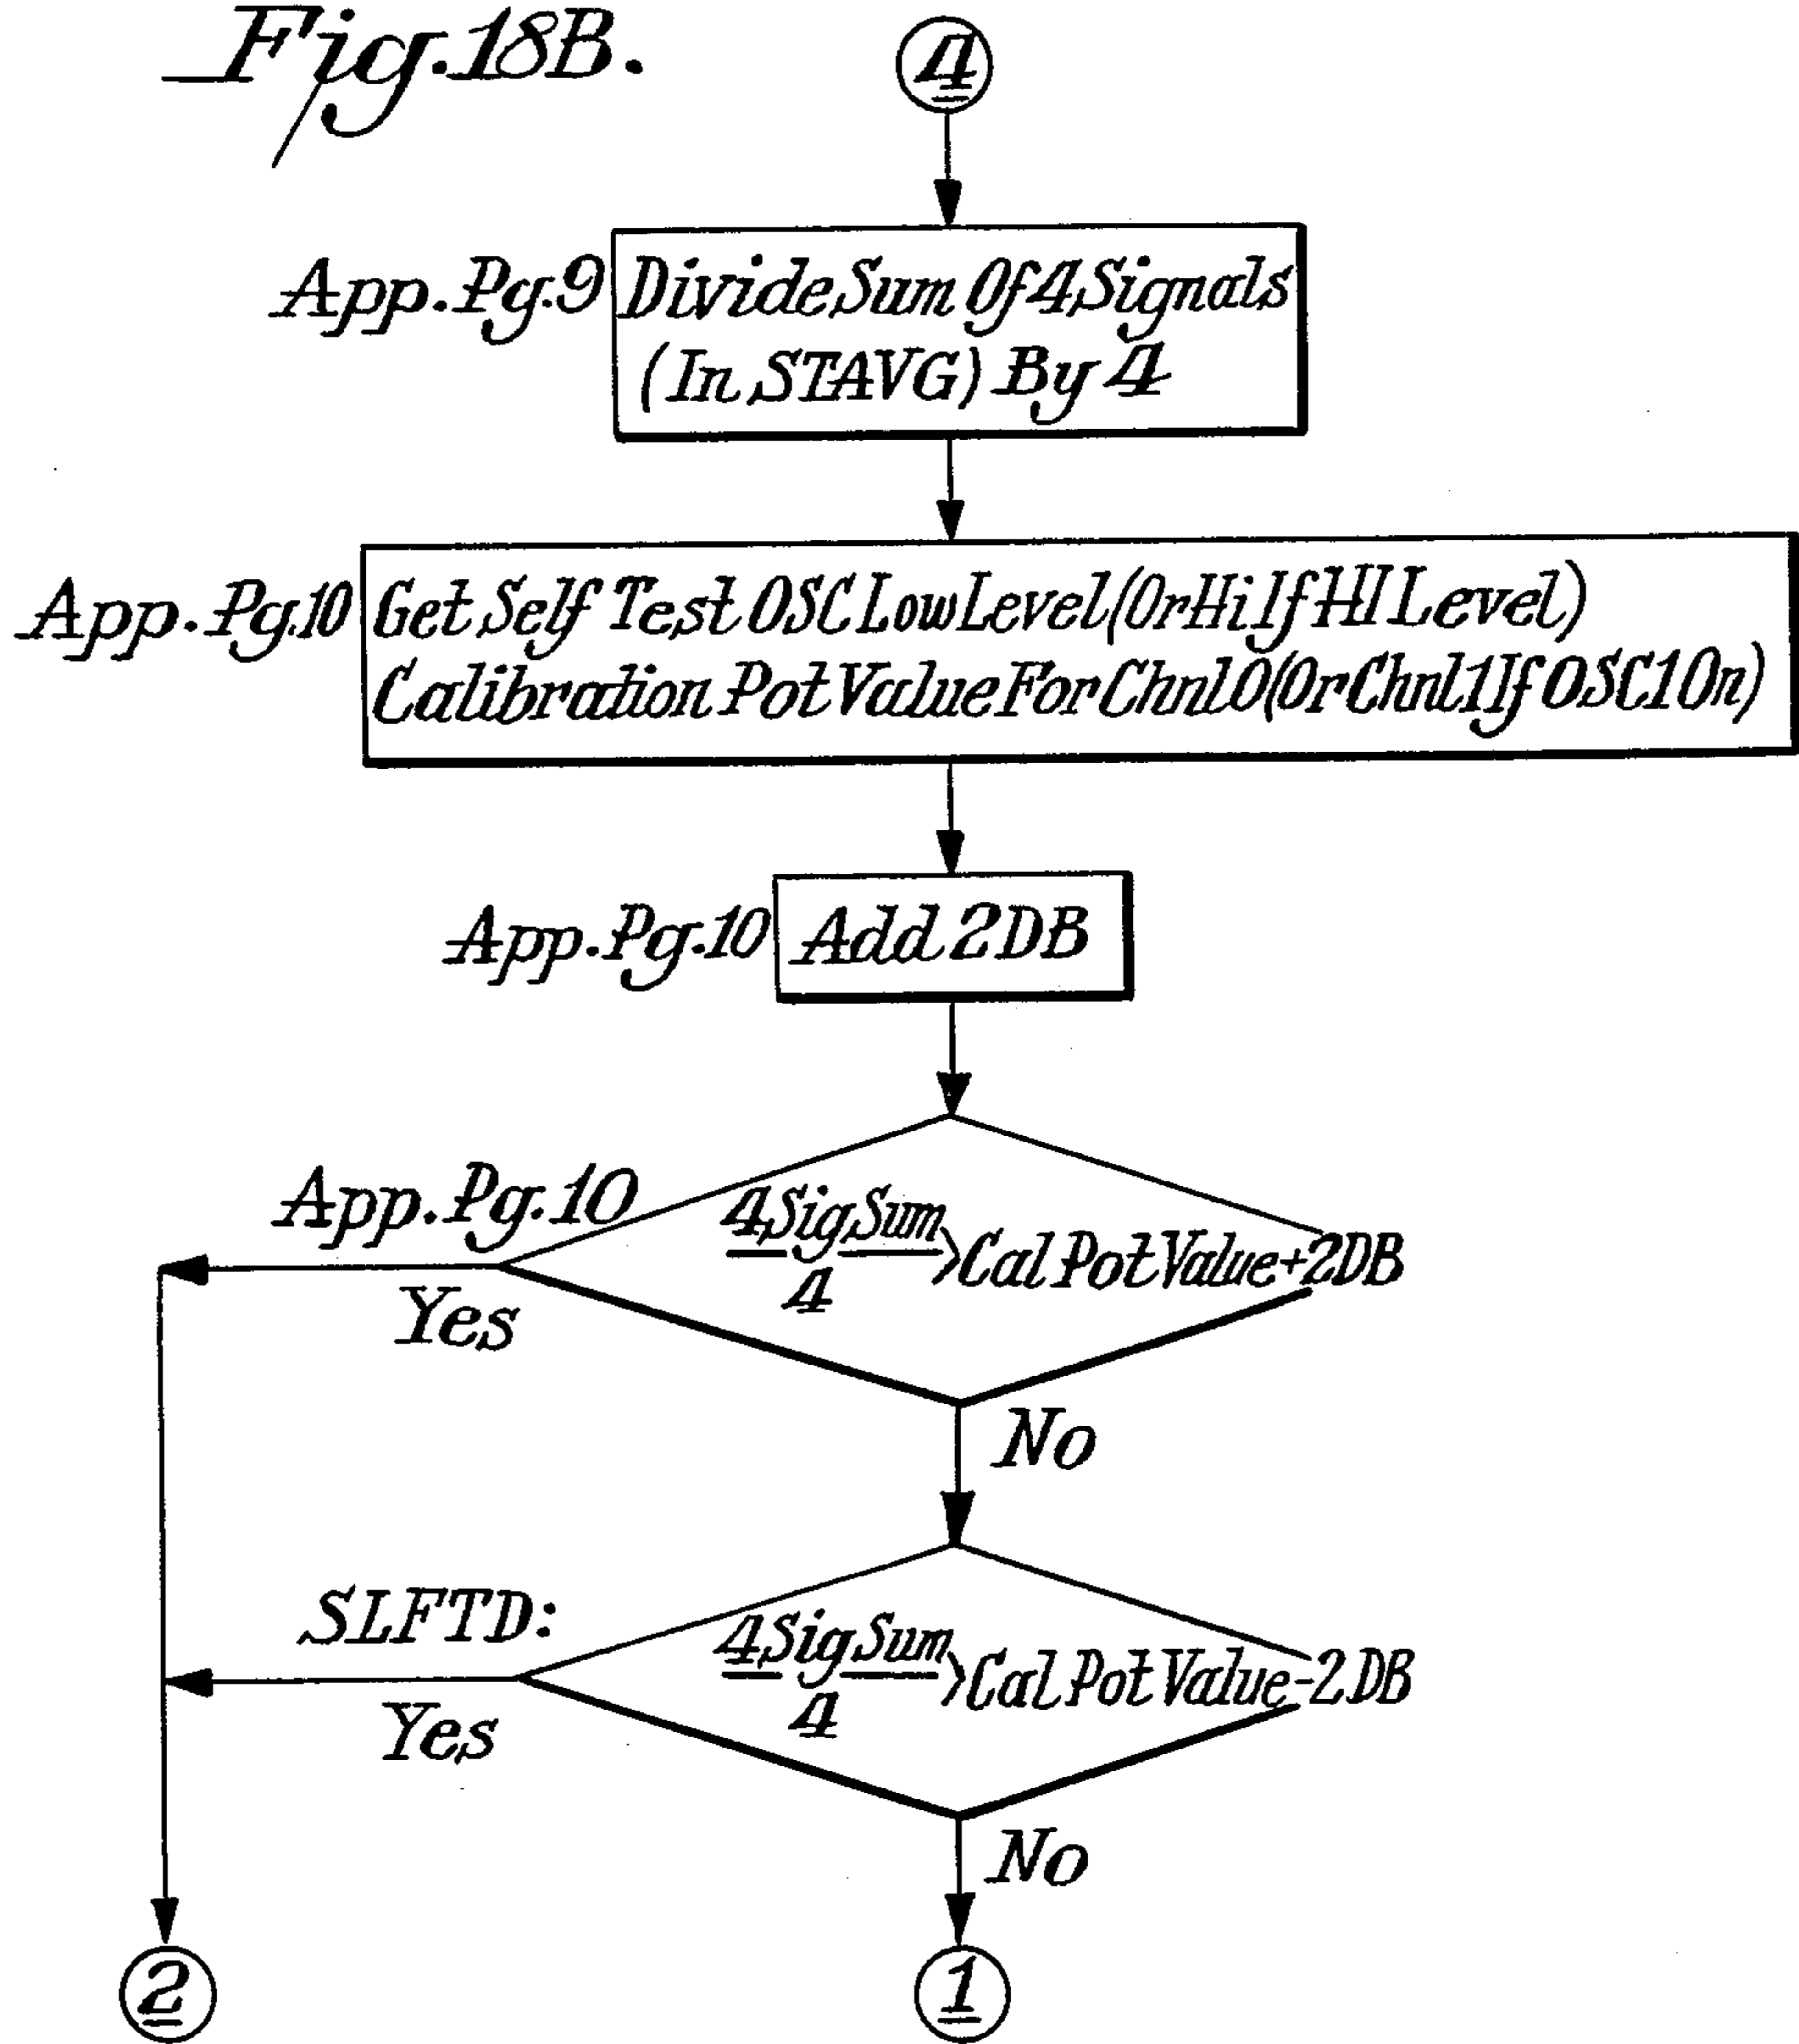 Fig. 18B.
4
App. Pg. 9
Divide Sum Of 4 Signals
(In STAVG) By 4
App. Pg. 10
Get Self Test OSC Low Level (Or Hi If HI Level)
Calibration Pot Value For Chnl 0 (Or Chnl 1 If OSC 1 On)
App. Pg. 10
Add 2DB
App. Pg. 10
4 Sig Sum
4
> Cal Pot Value + 2DB
Yes
No
SLFTD:
4 Sig Sum
4
> Cal Pot Value - 2DB
Yes
No
2
1